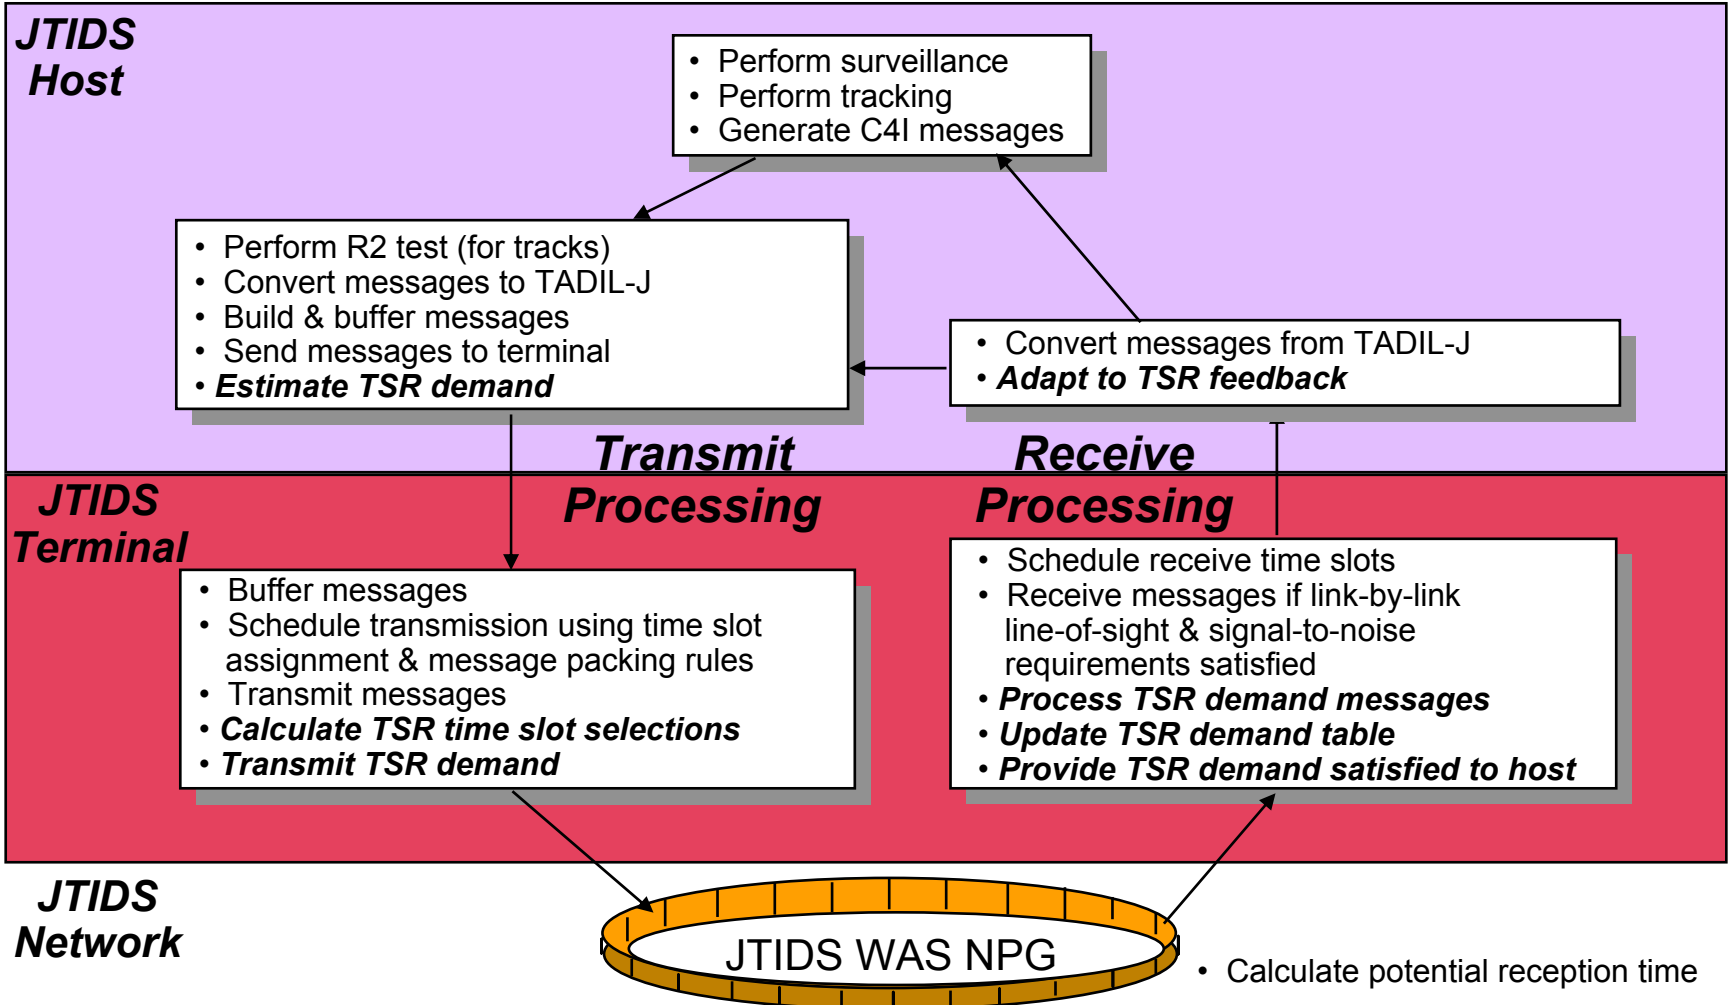 JTIDS
Host
• Perform surveillance
• Perform tracking
• Generate C4I messages
• Perform R2 test (for tracks)
• Convert messages to TADIL-J
• Build & buffer messages
• Send messages to terminal
• Estimate TSR demand
• Convert messages from TADIL-J
• Adapt to TSR feedback
Transmit
Processing
Receive
Processing
JTIDS
Terminal
• Buffer messages
• Schedule transmission using time slot
assignment & message packing rules
• Transmit messages
• Calculate TSR time slot selections
• Transmit TSR demand
• Schedule receive time slots
• Receive messages if link-by-link
line-of-sight & signal-to-noise
requirements satisfied
• Process TSR demand messages
• Update TSR demand table
• Provide TSR demand satisfied to host
JTIDS
Network
JTIDS WAS NPG
• Calculate potential reception time